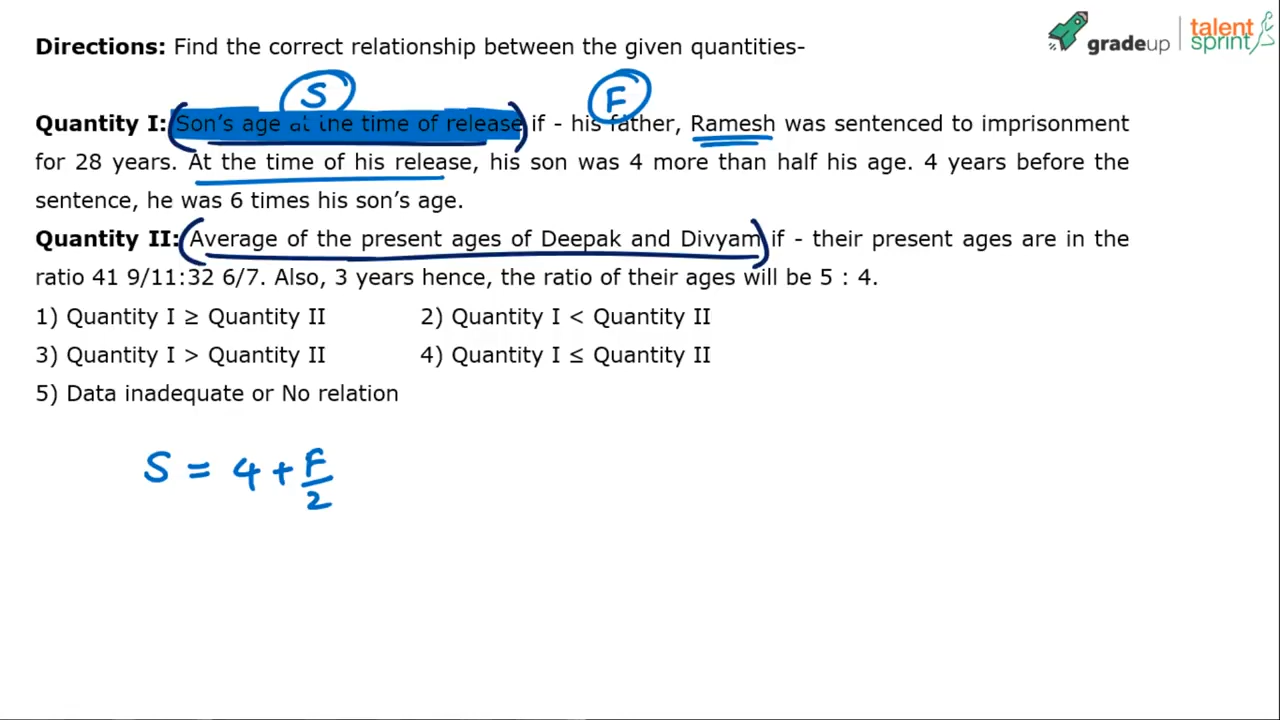 gradeup | talent sprint
Directions: Find the correct relationship between the given quantities-
S F
Quantity I: Son's age at the time of release if - his father, Ramesh was sentenced to imprisonment
for 28 years. At the time of his release, his son was 4 more than half his age. 4 years before the
sentence, he was 6 times his son's age.
Quantity II: Average of the present ages of Deepak and Divyam if - their present ages are in the
ratio 41 9/11:32 6/7. Also, 3 years hence, the ratio of their ages will be 5 : 4.
1) Quantity I ≥ Quantity II 2) Quantity I < Quantity II
3) Quantity I > Quantity II 4) Quantity I ≤ Quantity II
5) Data inadequate or No relation
S = 4 + F/2